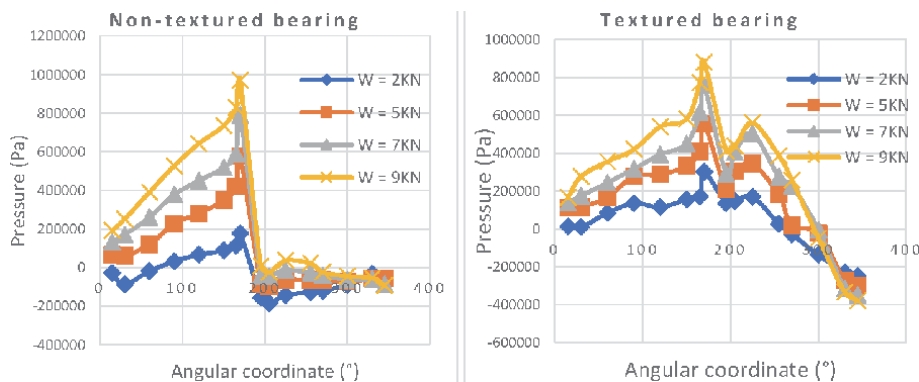 Non-textured bearing
1200000
1000000
800000
600000
400000
200000
0
-200000
-400000
0
100
200
300
400
Pressure (Pa)
Angular coordinate (°)
W = 2KN
W = 5KN
W = 7KN
W = 9KN
Textured bearing
1000000
800000
600000
400000
200000
0
-200000
-400000
-600000
0
100
200
300
400
Pressure (Pa)
Angular coordinate (°)
W = 2KN
W = 5KN
W = 7KN
W = 9KN